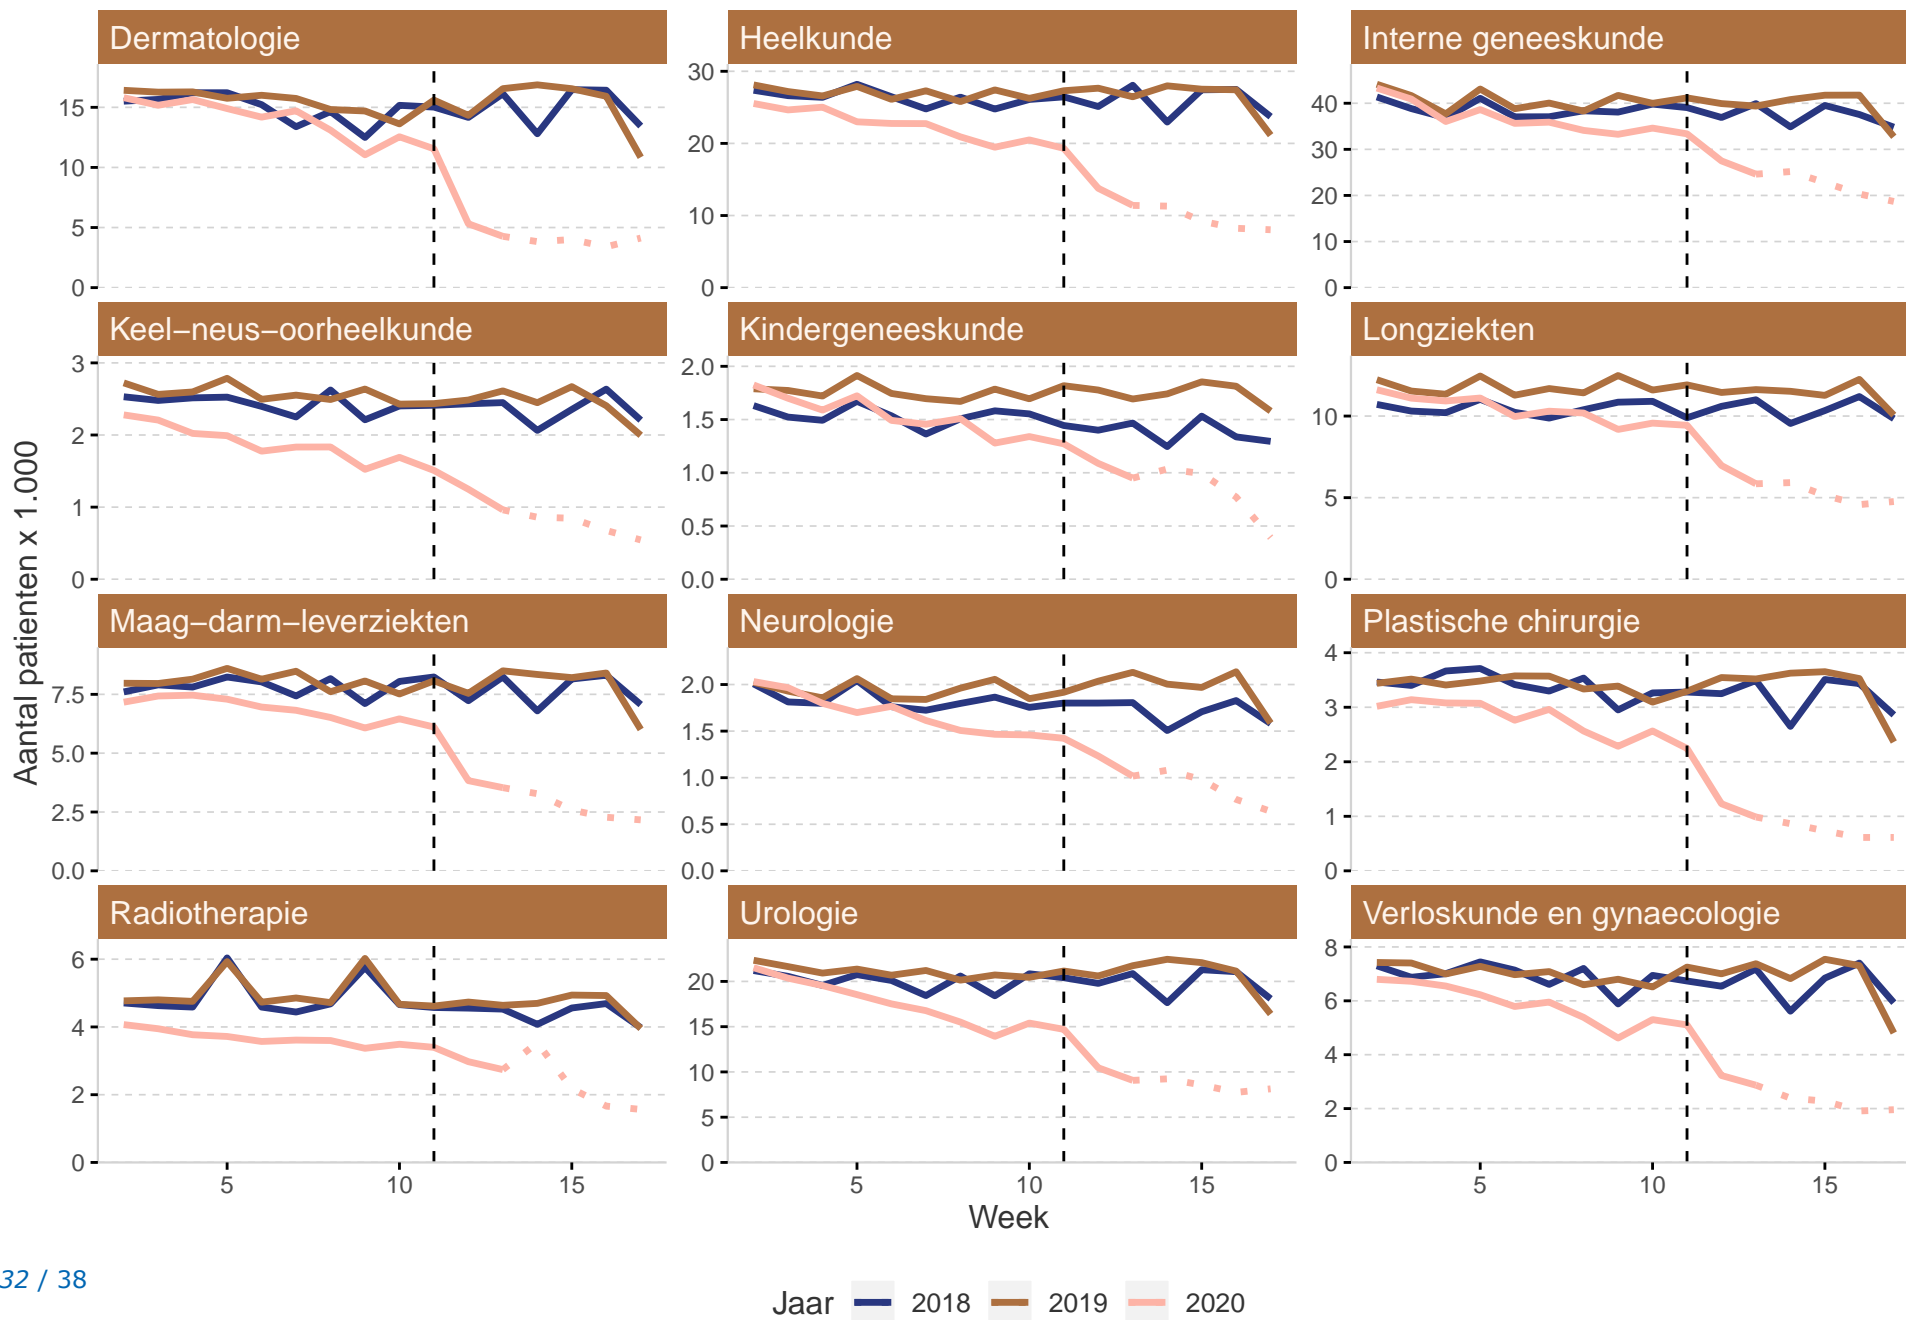 Dermatologie
Heelkunde
Interne geneeskunde
15
10
5
0
30
20
10
0
40
30
20
10
0
Keel−neus−oorheelkunde
Kindergeneeskunde
Longziekten
3
2
1
0
2.0
1.5
1.0
0.5
0.0
10
5
0
Maag−darm−leverziekten
Neurologie
Plastische chirurgie
7.5
5.0
2.5
0.0
2.0
1.5
1.0
0.5
0.0
4
3
2
1
0
Radiotherapie
Urologie
Verloskunde en gynaecologie
6
4
2
0
20
15
10
5
0
8
6
4
2
0
5 10 15
5 10 15
5 10 15
Aantal patienten x 1.000
Week
32 / 38
Jaar 2018 2019 2020